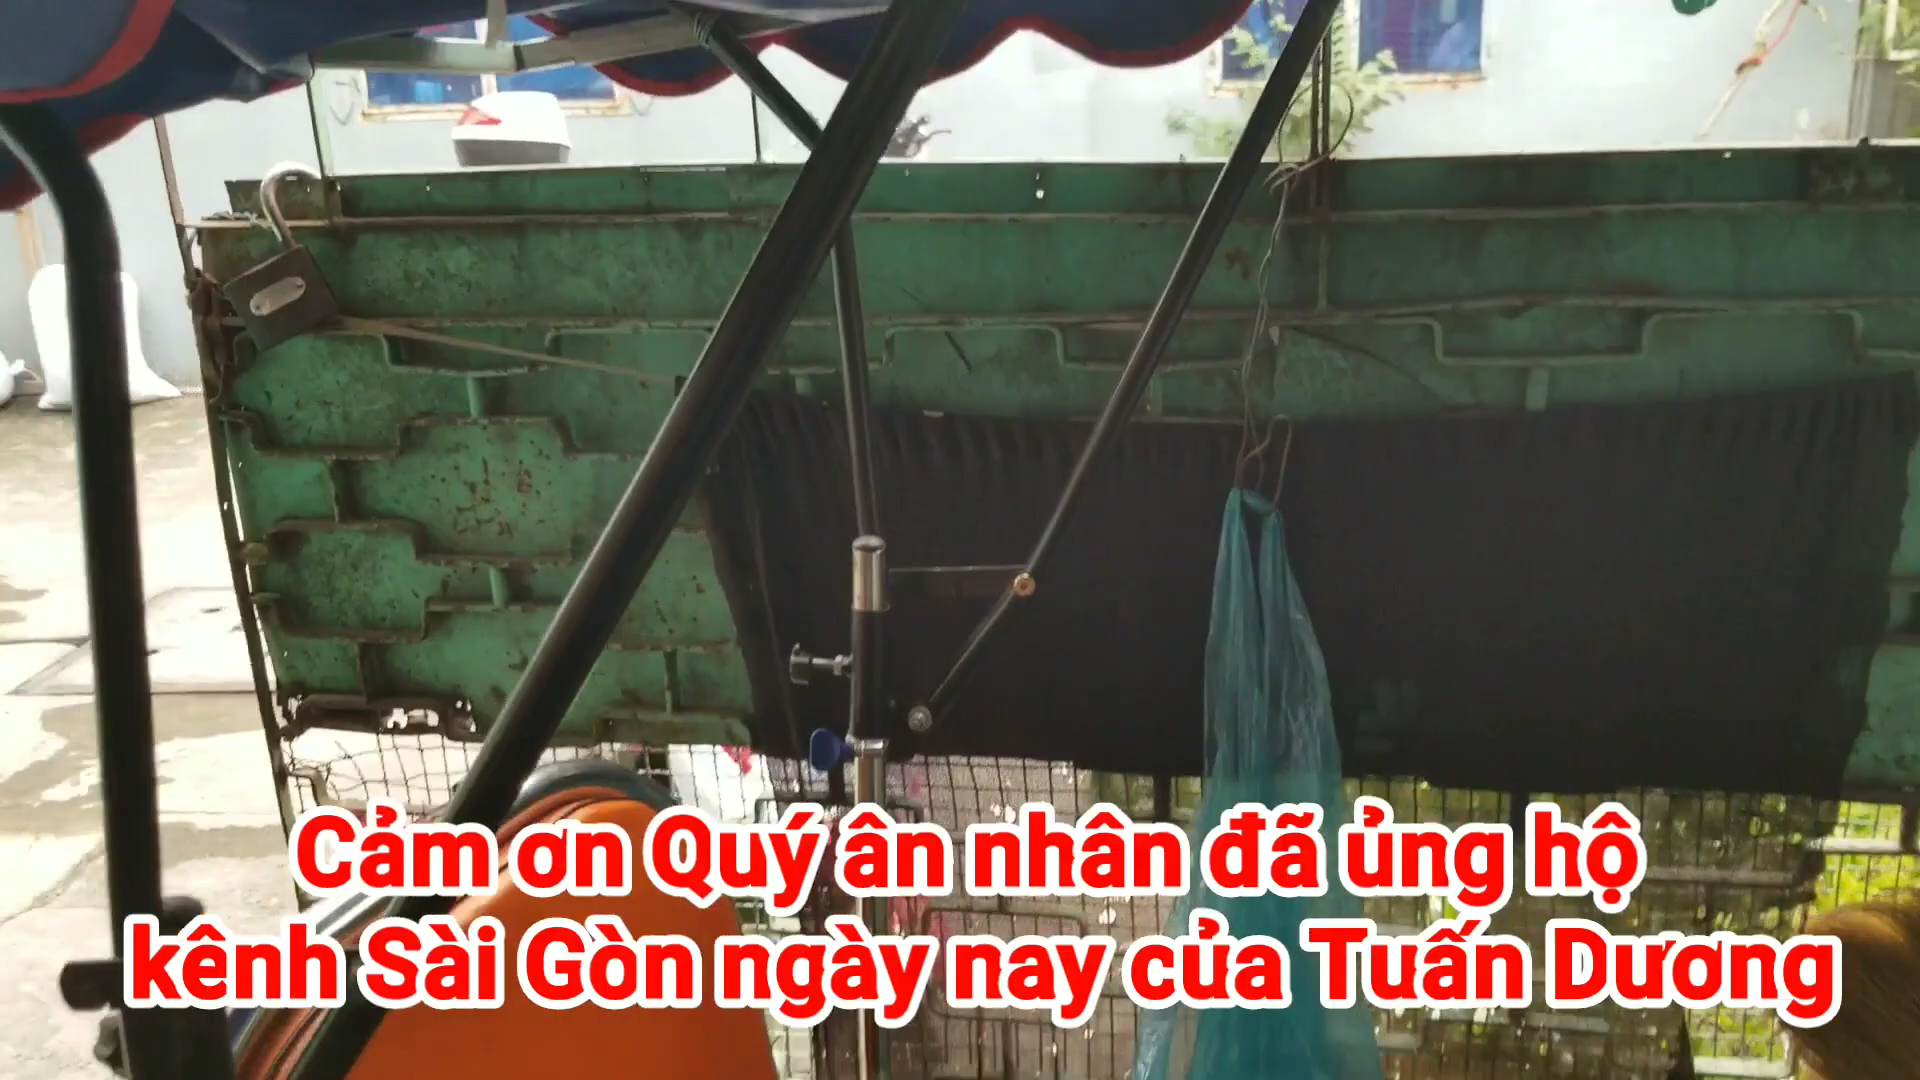 Cảm ơn Quý ân nhân đã ủng hộ
kênh Sài Gòn ngày nay của Tuấn Dương